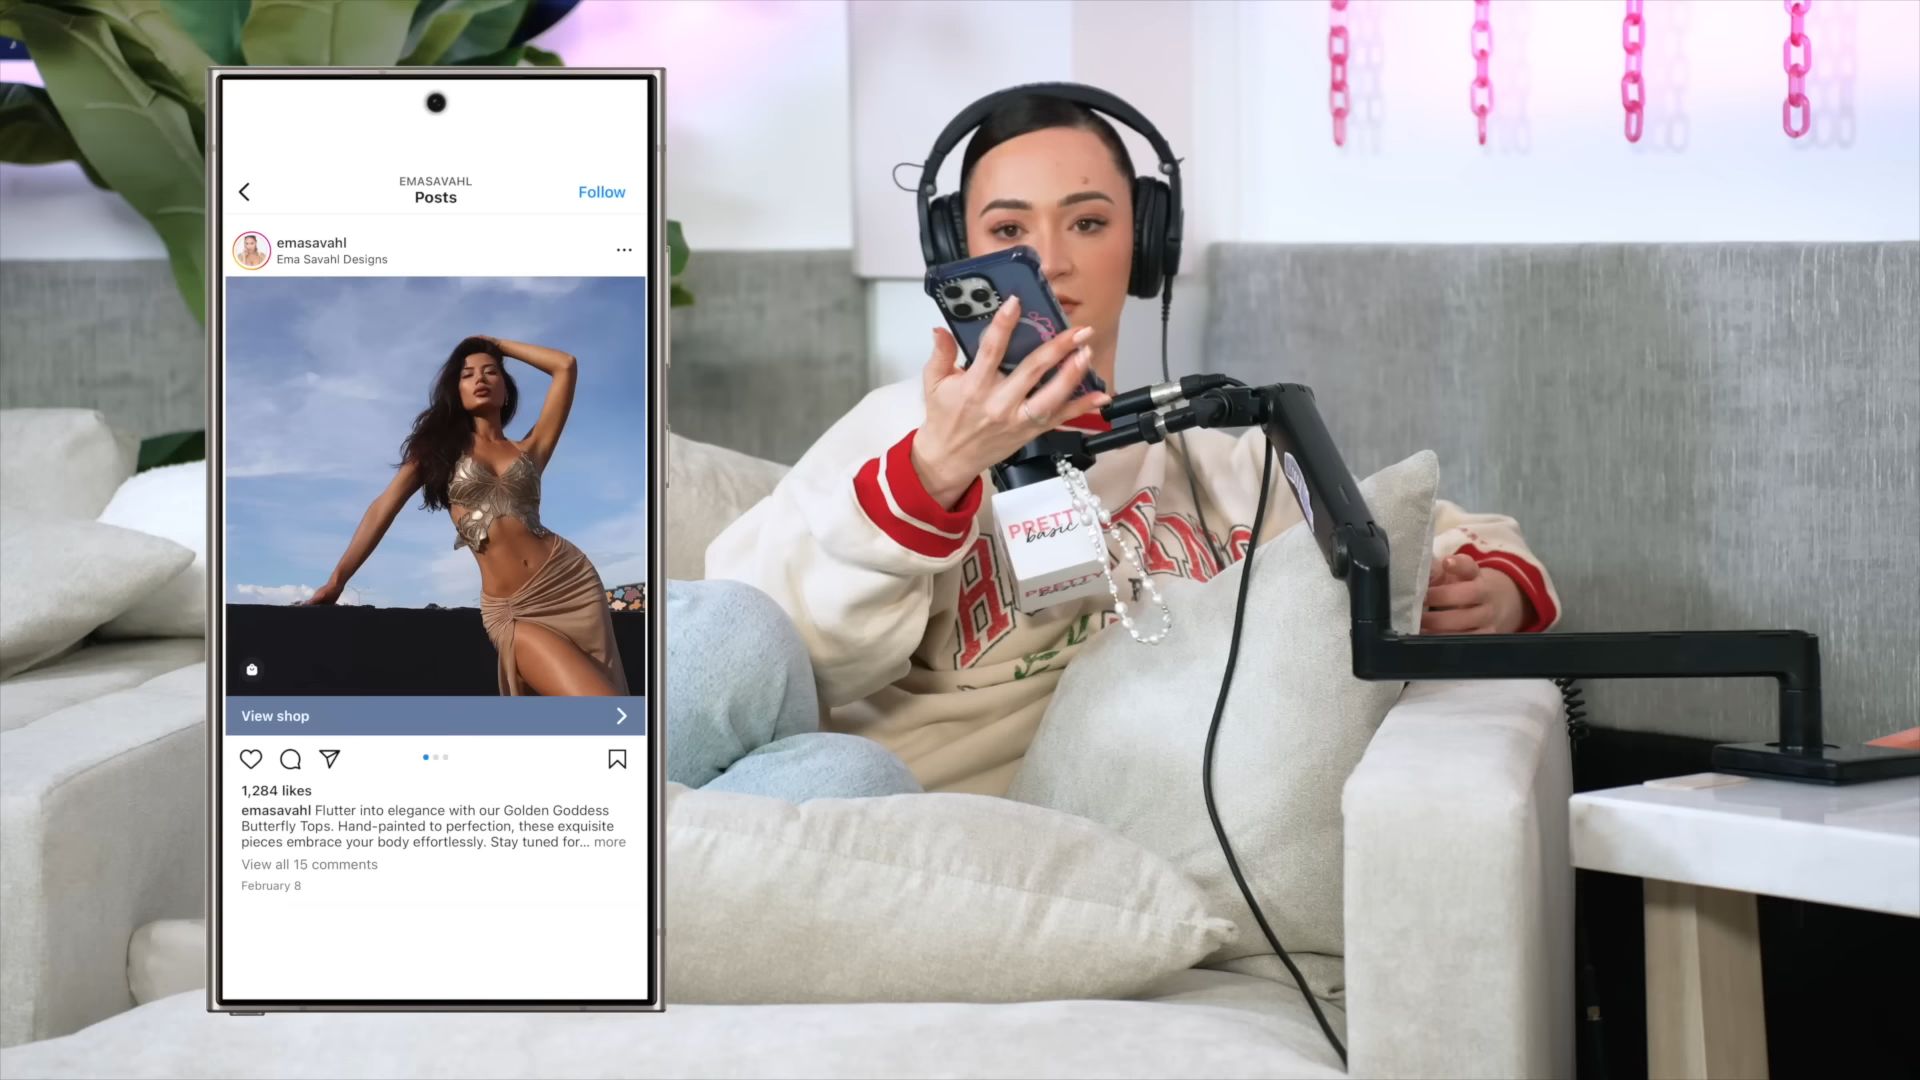 EMASAVAHL
Posts
Follow
emasavahl
Ema Savahl Designs
View shop
1,284 likes
emasavahl Flutter into elegance with our Golden Goddess
Butterfly Tops. Hand-painted to perfection, these exquisite
pieces embrace your body effortlessly. Stay tuned for... more
View all 15 comments
February 8
PRETTY
basic
PRETTY